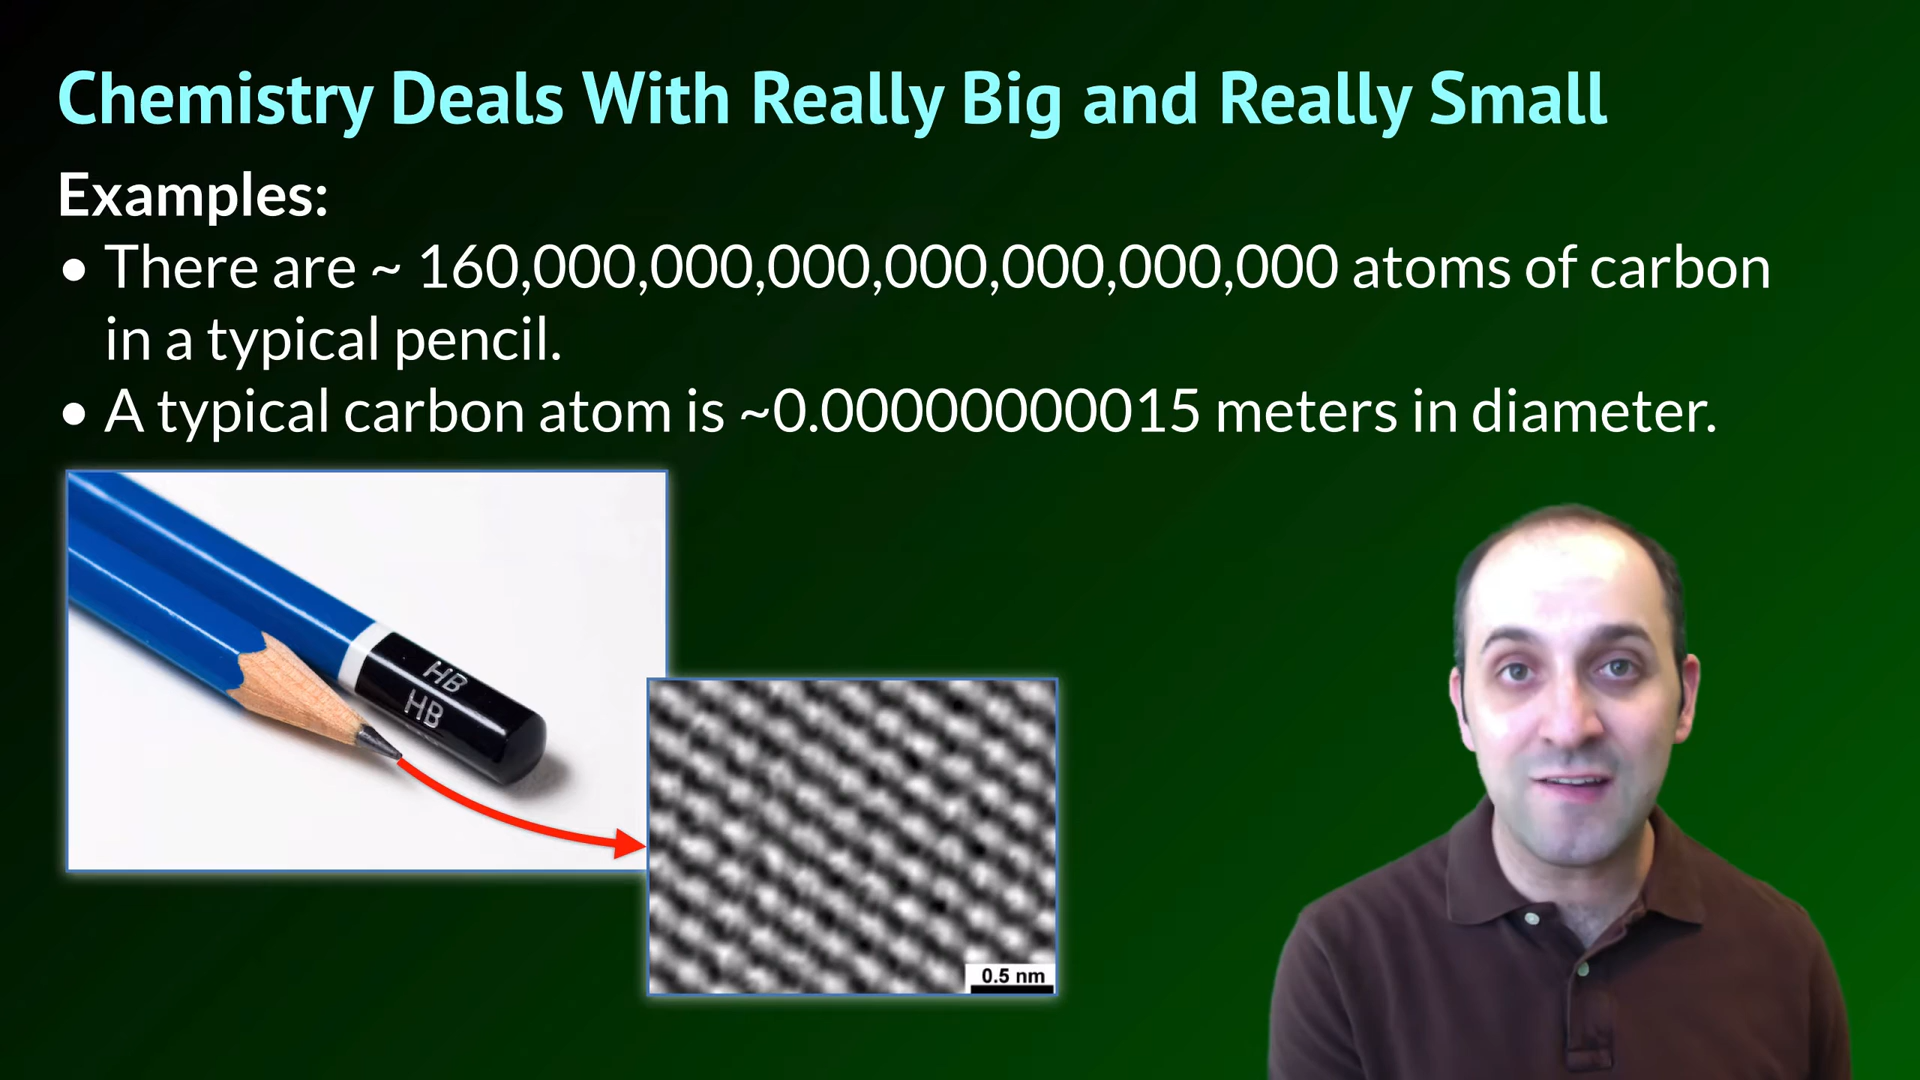 Chemistry Deals With Really Big and Really Small
Examples:
• There are ~ 160,000,000,000,000,000,000,000 atoms of carbon
in a typical pencil.
• A typical carbon atom is ~0.00000000015 meters in diameter.
HB
HB
0.5 nm